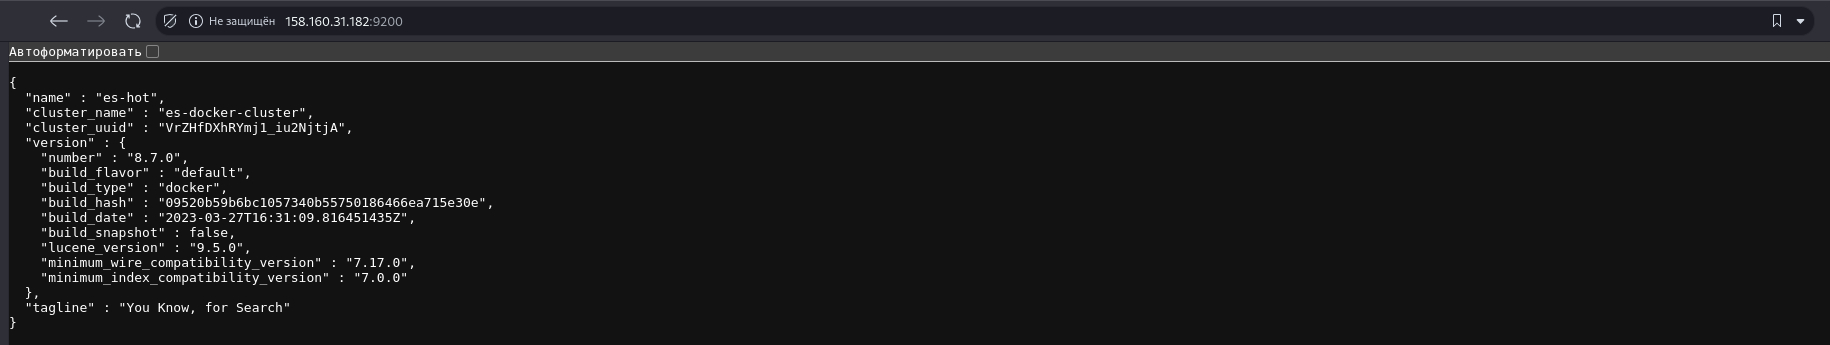 Не защищён 158.160.31.182:9200
Автоформатировать
{
  "name" : "es-hot",
  "cluster_name" : "es-docker-cluster",
  "cluster_uuid" : "VrZHfDXhRYmj1_iu2NjtjA",
  "version" : {
    "number" : "8.7.0",
    "build_flavor" : "default",
    "build_type" : "docker",
    "build_hash" : "09520b59b6bc1057340b55750186466ea715e30e",
    "build_date" : "2023-03-27T16:31:09.816451435Z",
    "build_snapshot" : false,
    "lucene_version" : "9.5.0",
    "minimum_wire_compatibility_version" : "7.17.0",
    "minimum_index_compatibility_version" : "7.0.0"
  },
  "tagline" : "You Know, for Search"
}